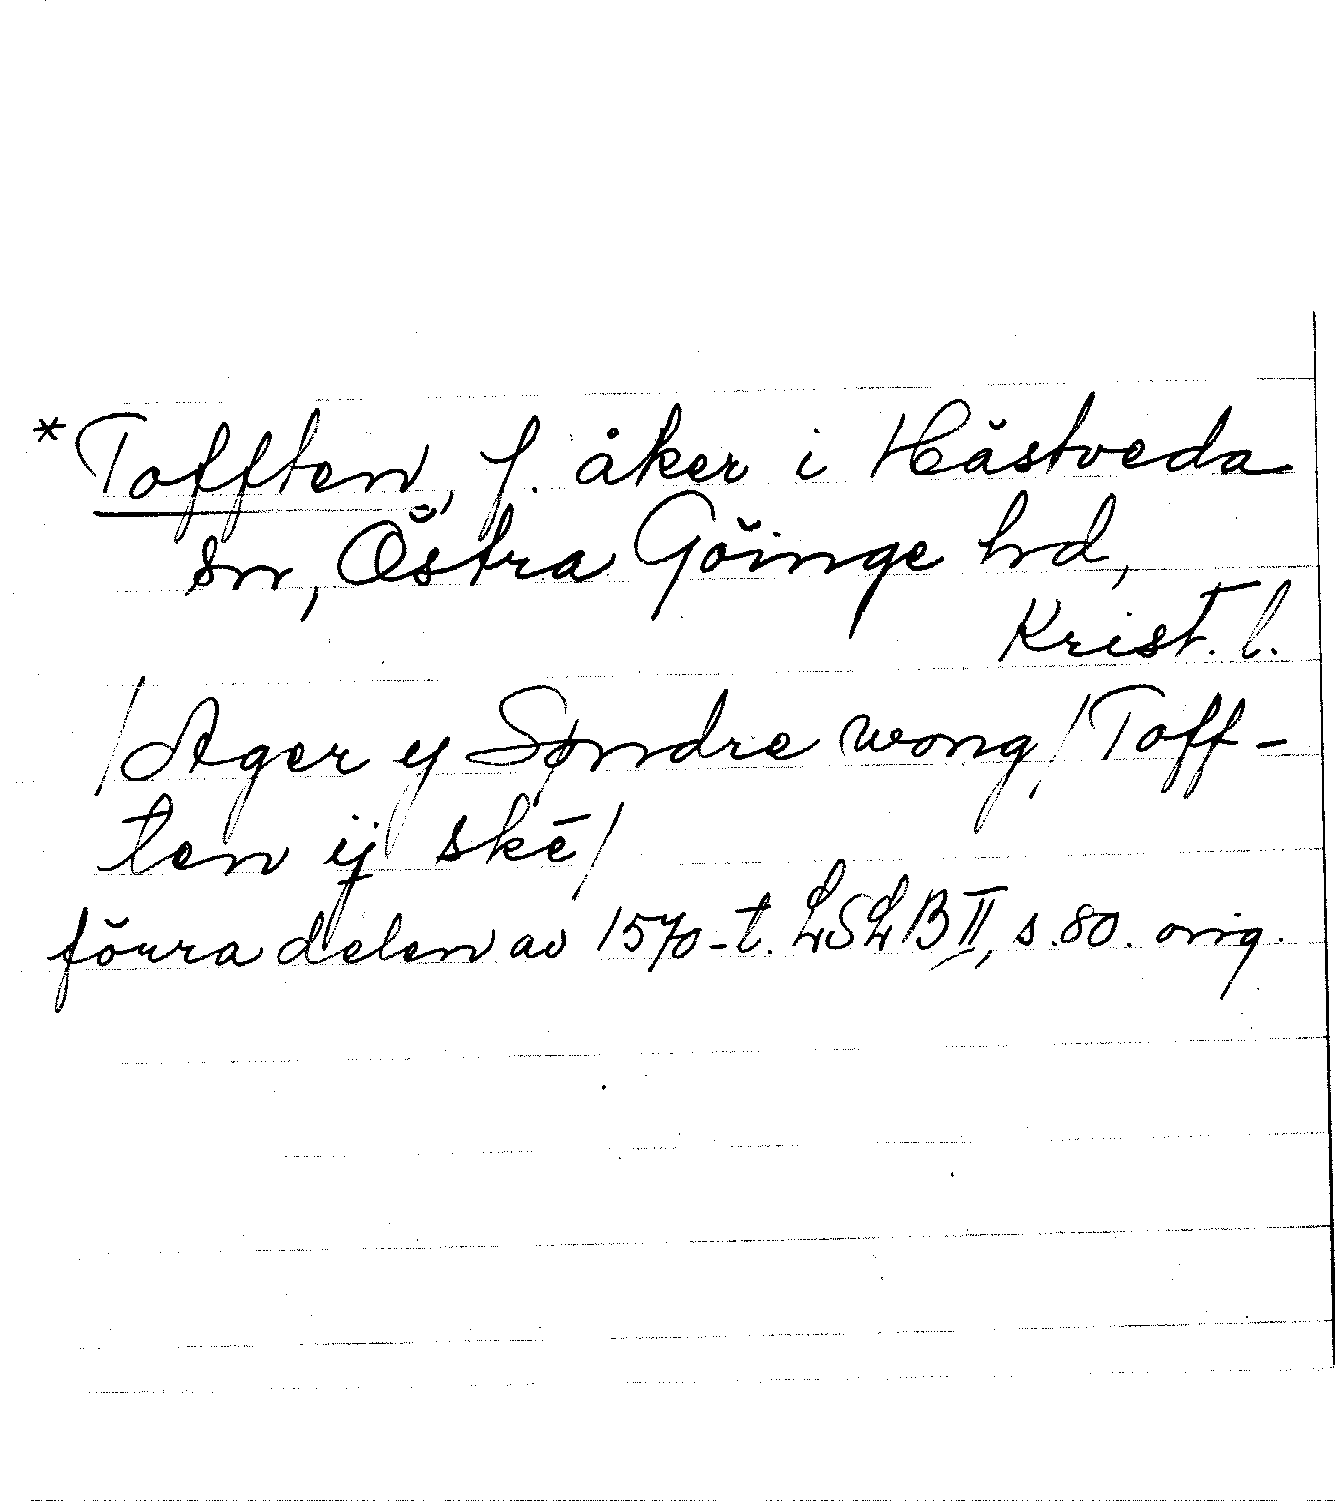 *Tofften, f. åker i Hästveda
sn, Östra Göinge hd,
Krist. l.
/Ager y Søndre wong/ Toff-
ten ij skē/
förra delen av 1570-t. LSLB II, s. 80. orig.